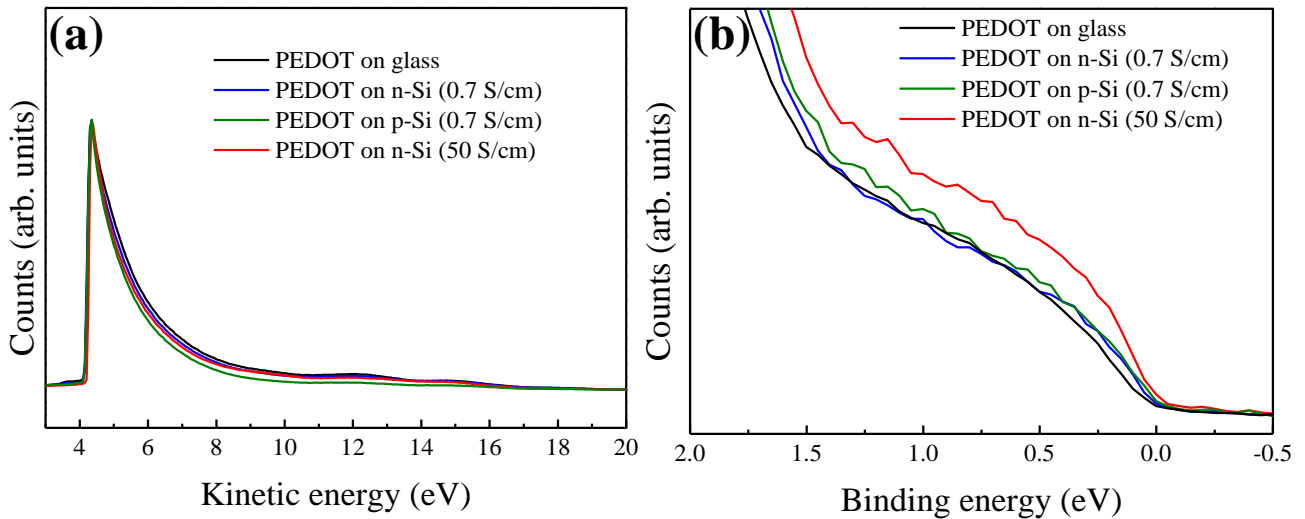 (a)
PEDOT on glass
PEDOT on n-Si (0.7 S/cm)
PEDOT on p-Si (0.7 S/cm)
PEDOT on n-Si (50 S/cm)
Counts (arb. units)
4 6 8 10 12 14 16 18 20
Kinetic energy (eV)
(b)
PEDOT on glass
PEDOT on n-Si (0.7 S/cm)
PEDOT on p-Si (0.7 S/cm)
PEDOT on n-Si (50 S/cm)
Counts (arb. units)
2.0 1.5 1.0 0.5 0.0 -0.5
Binding energy (eV)